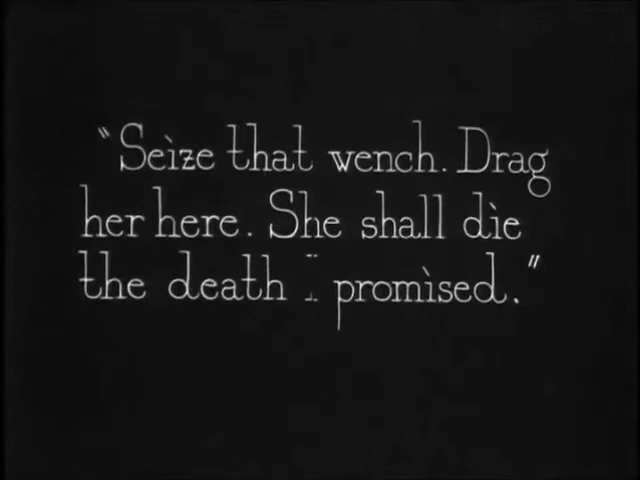 "Seize that wench. Drag
her here. She shall die
the death I promised."